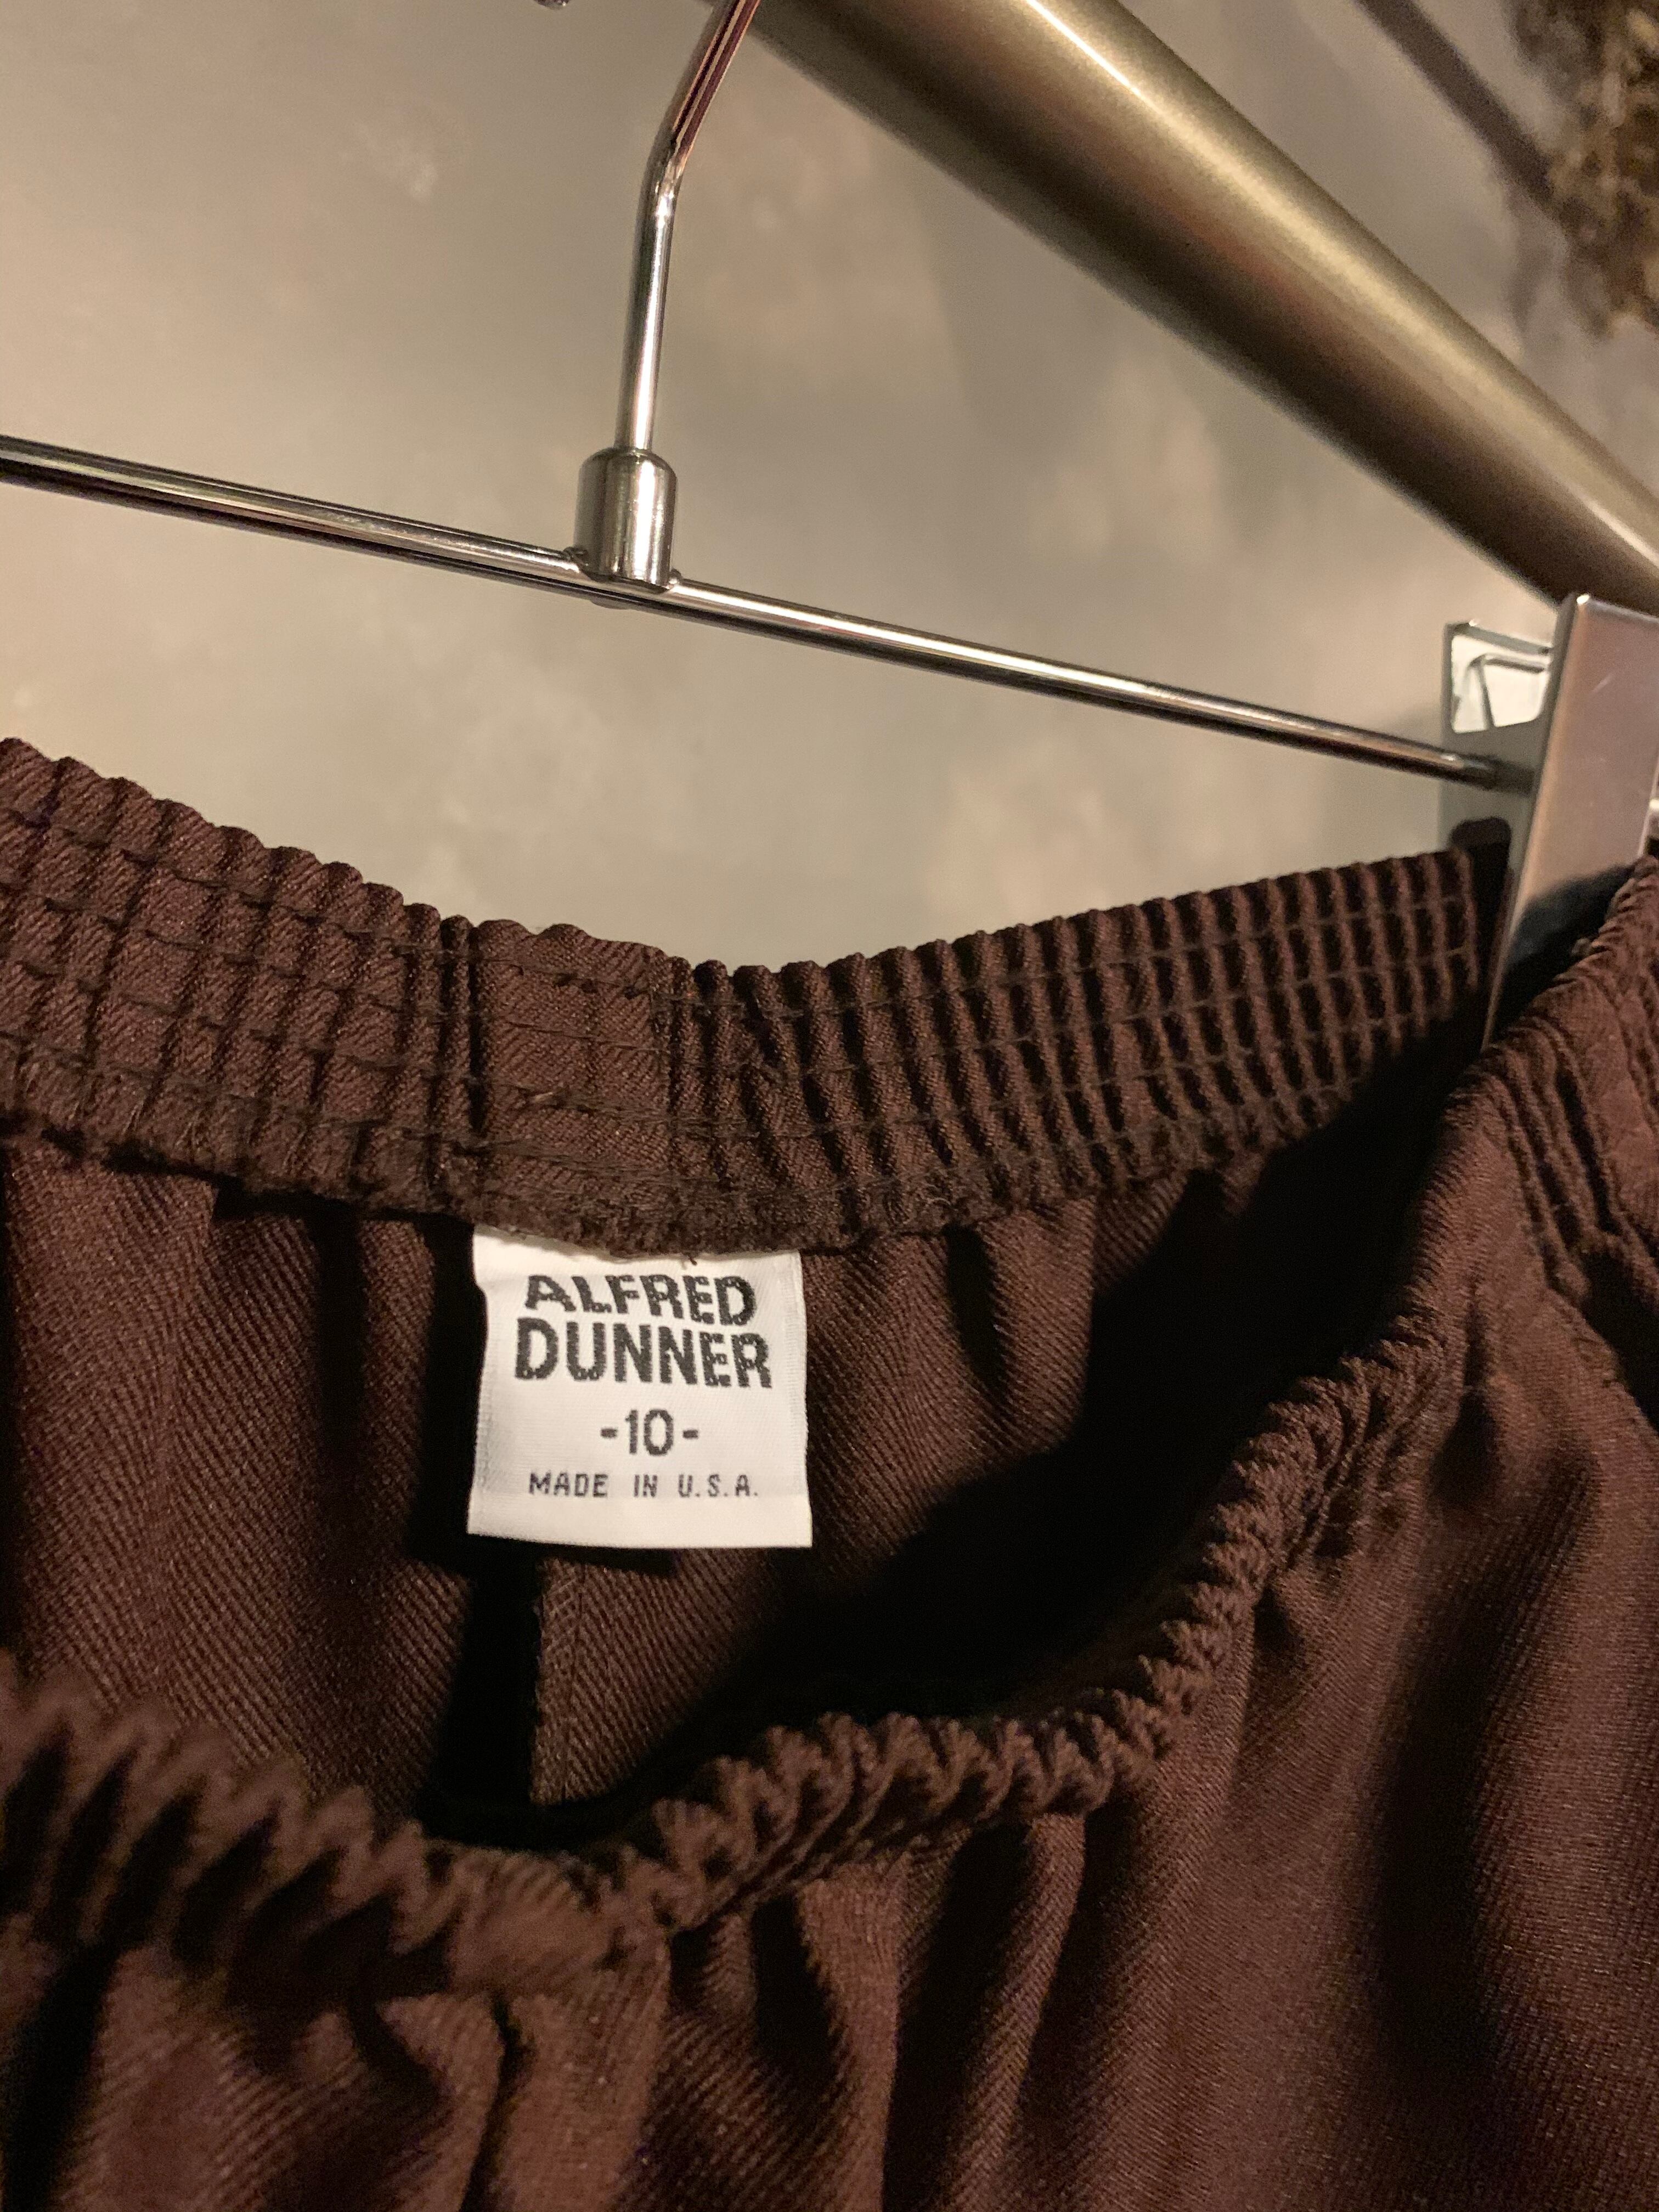 ALFRED
DUNNER
-10-
MADE IN U.S.A.